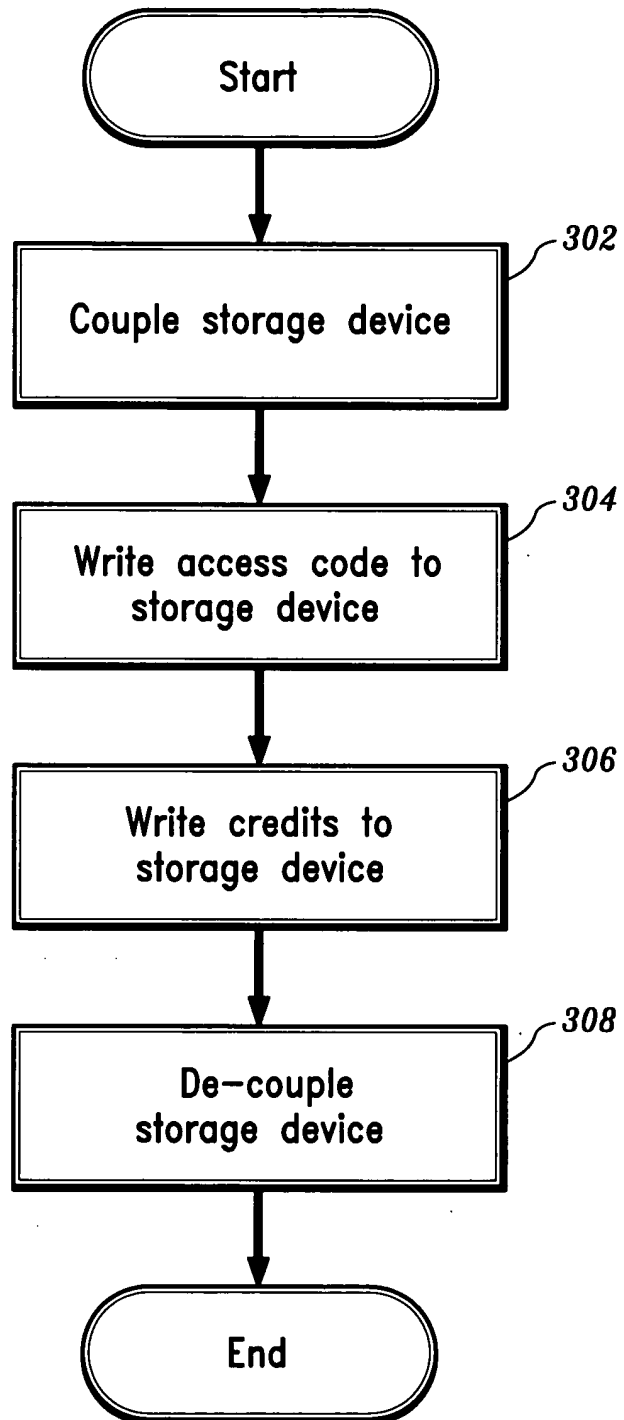 Start
302
Couple storage device
304
Write access code to
storage device
306
Write credits to
storage device
308
De-couple
storage device
End